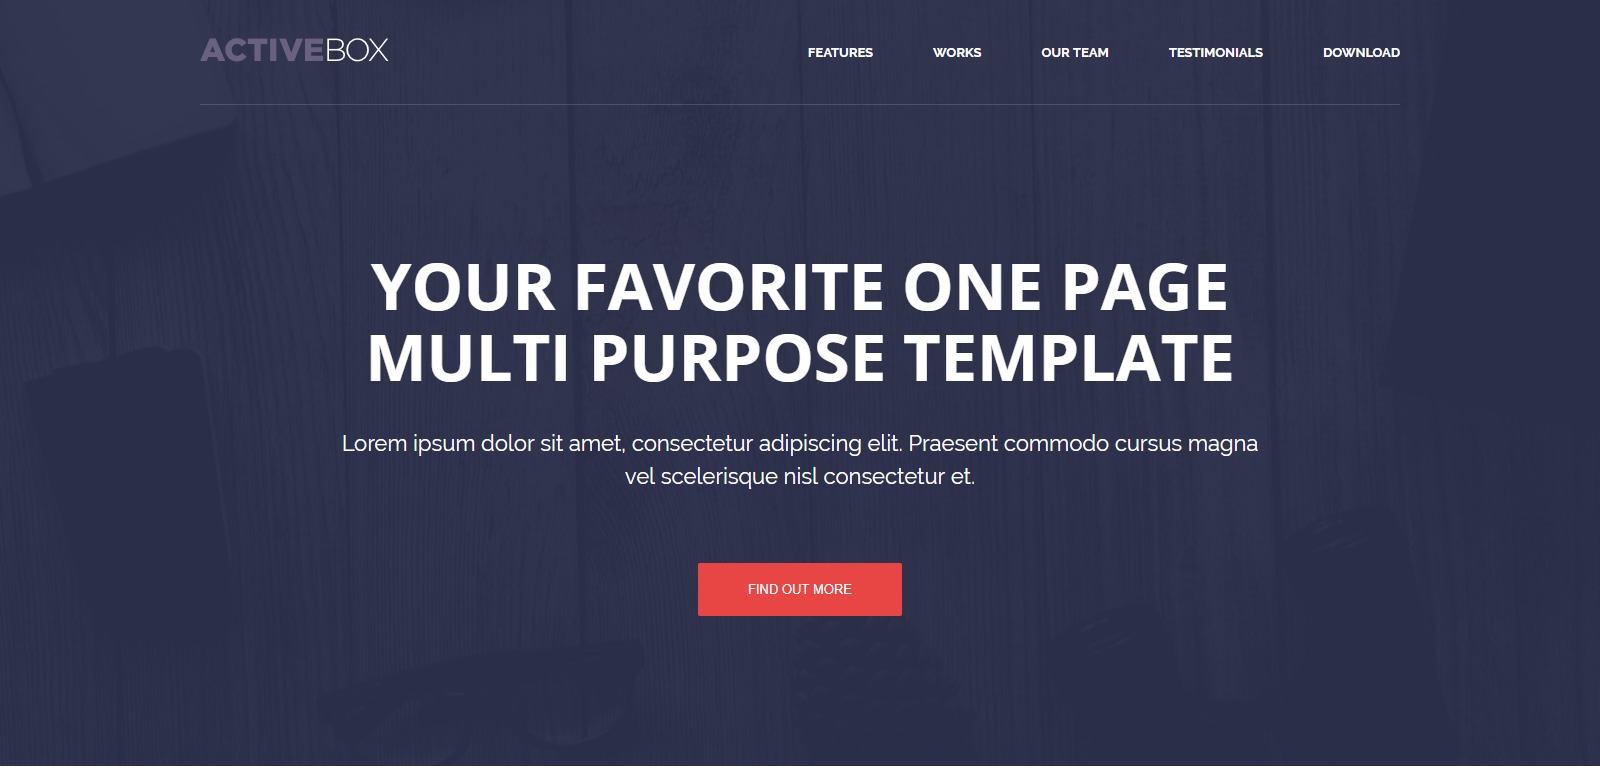 ACTIVEBOX
FEATURES WORKS OUR TEAM TESTIMONIALS DOWNLOAD
YOUR FAVORITE ONE PAGE
MULTI PURPOSE TEMPLATE
Lorem ipsum dolor sit amet, consectetur adipiscing elit. Praesent commodo cursus magna
vel scelerisque nisl consectetur et.
FIND OUT MORE